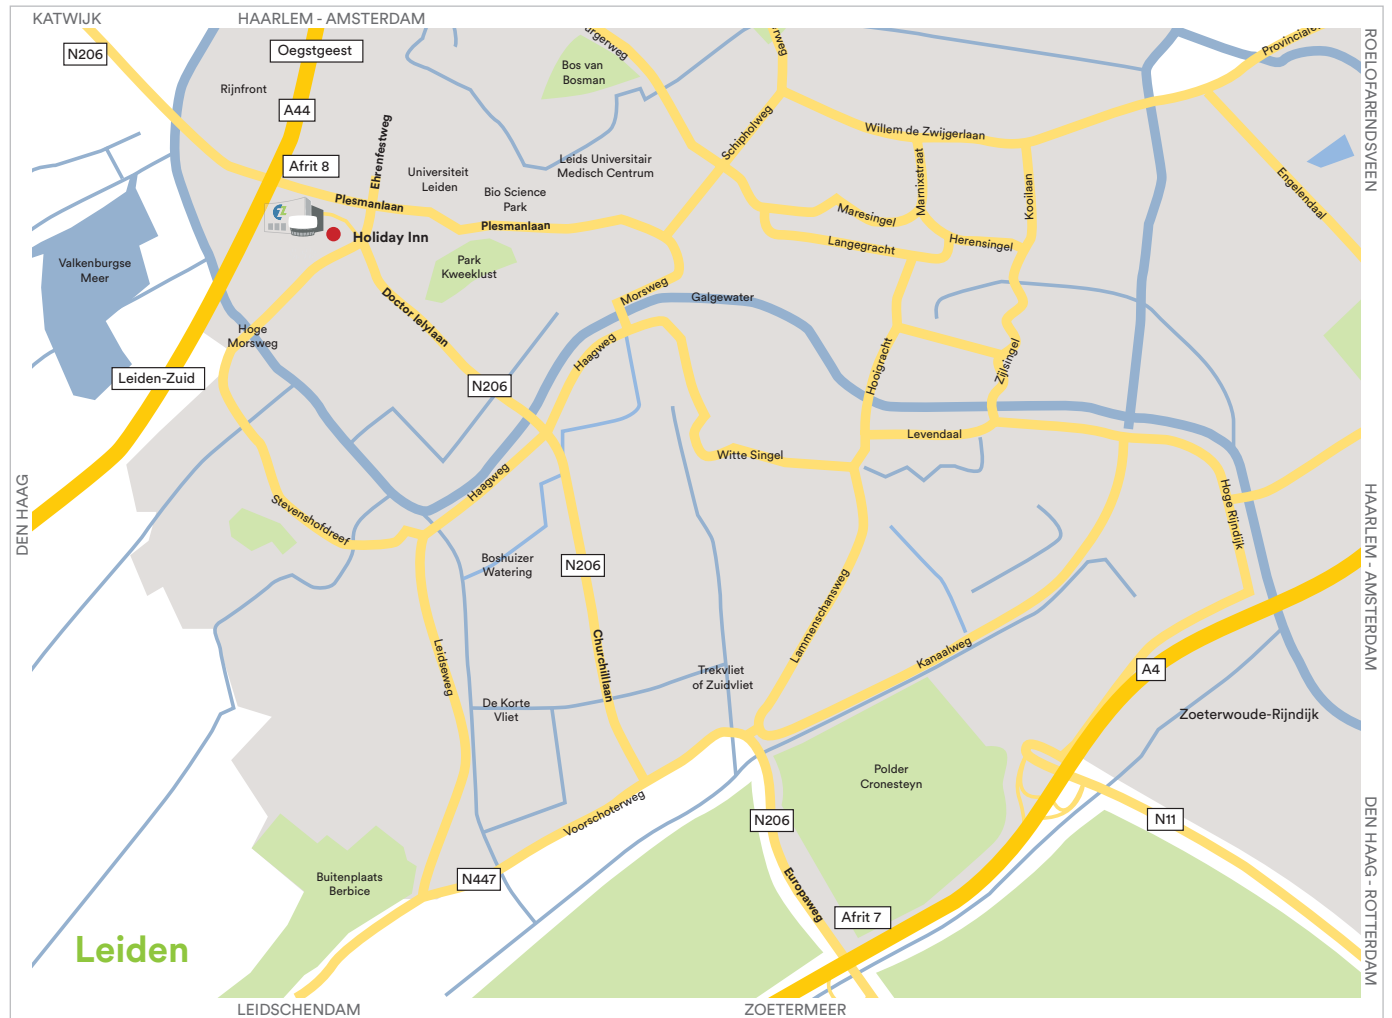 KATWIJK
HAARLEM - AMSTERDAM
N206
Oegstgeest
Rijnfront
A44
Afrit 8
Ehrenfestweg
Bos van
Bosman
Schipholweg
Willem de Zwijgerlaan
ROELOFARENDSVEEN
Universiteit
Leiden
Bio Science
Park
Leids Universitair
Medisch Centrum
Marnixstraat
Kooilaan
Engelendaal
Plesmanlaan
Plesmanlaan
Maresingel
Langegracht
Herensingel
Holiday Inn
Valkenburgse
Meer
Park
Kweeklust
Morsweg
Galgewater
Doctor lelylaan
Hoge
Morsweg
Haagweg
Hooigracht
Zijlsingel
Leiden-Zuid
N206
Levendaal
Witte Singel
Haagweg
Hoge Rijndijk
DEN HAAG
Stevenshofdreef
Boshuizer
Watering
N206
HAARLEM - AMSTERDAM
Lammenschansweg
Leidseweg
Churchilllaan
Kanaalweg
Trekvliet
of Zuidvliet
A4
De Korte
Vliet
Zoeterwoude-Rijndijk
Polder
Cronesteyn
Voorschoterweg
N206
N11
Buitenplaats
Berbice
N447
Europaweg
Afrit 7
DEN HAAG - ROTTERDAM
Leiden
LEIDSCHENDAM
ZOETERMEER